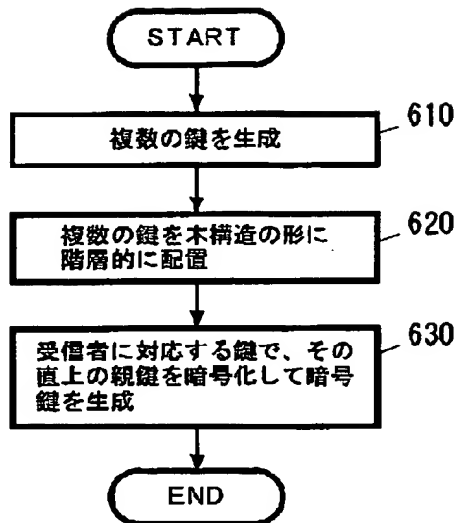 START
複数の鍵を生成
610
複数の鍵を木構造の形に
階層的に配置
620
受信者に対応する鍵で、その
直上の親鍵を暗号化して暗号
鍵を生成
630
END